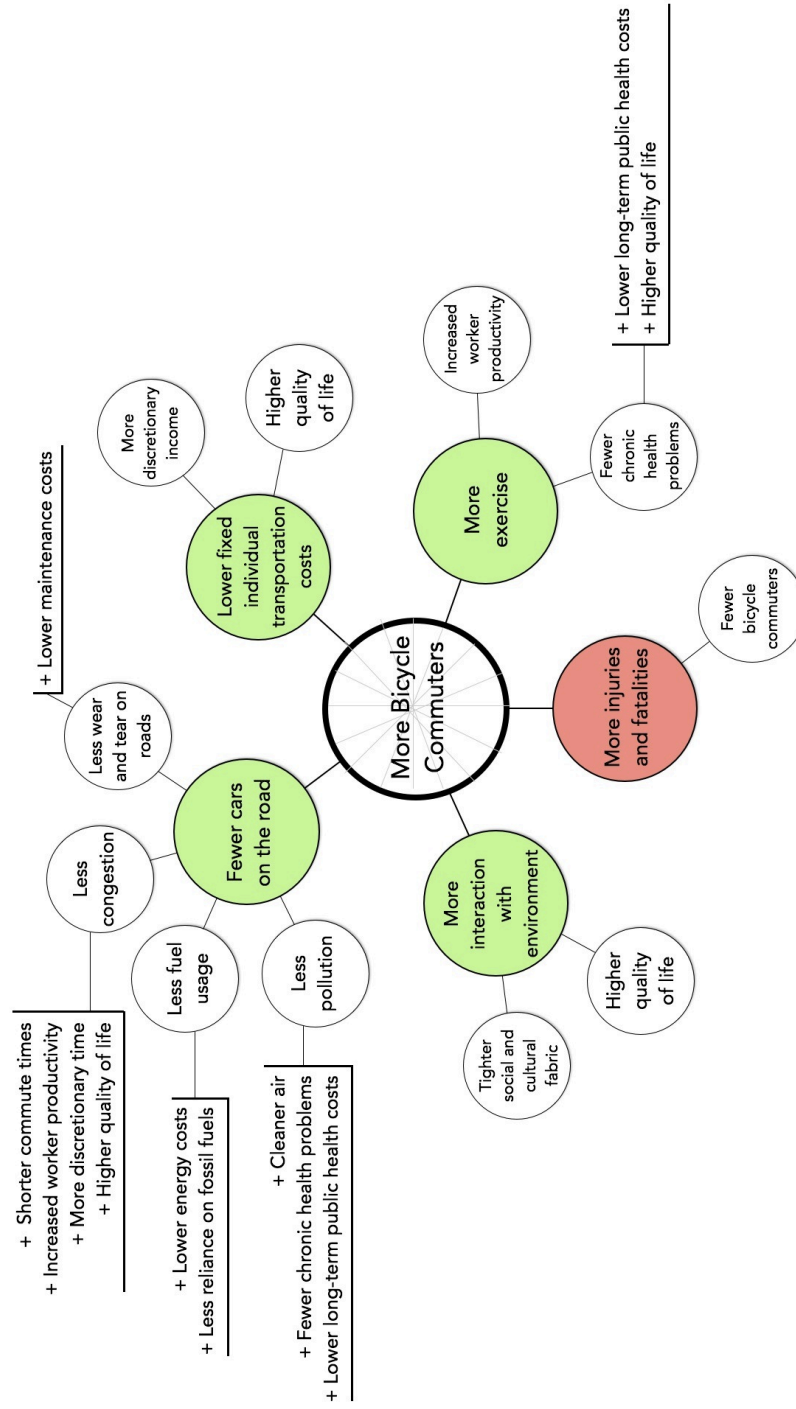 + Shorter commute times
+ Increased worker productivity
+ More discretionary time
+ Higher quality of life
Less
congestion
+ Lower energy costs
+ Less reliance on fossil fuels
Less fuel
usage
+ Cleaner air
+ Fewer chronic health problems
+ Lower long-term public health costs
Less
pollution
Less wear
and tear on
roads
+ Lower maintenance costs
Fewer cars
on the road
More
discretionary
income
Higher
quality
of life
Lower fixed
individual
transportation
costs
More Bicycle
Commuters
More
interaction
with
environment
Tighter
social and
cultural
fabric
Higher
quality
of life
More injuries
and fatalities
Fewer
bicycle
commuters
More
exercise
Increased
worker
productivity
Fewer
chronic
health
problems
+ Lower long-term public health costs
+ Higher quality of life